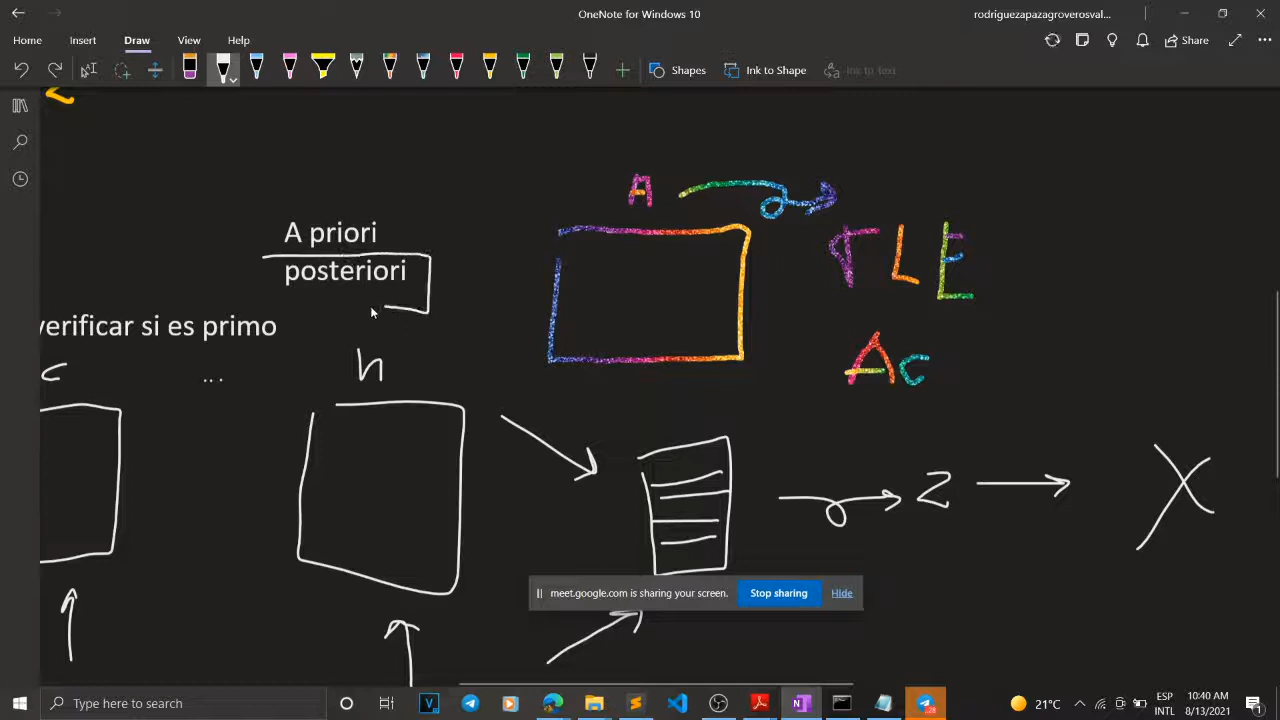 OneNote for Windows 10
rodriguezapazagroverosval...
Home Insert Draw View Help
Share
Shapes
Ink to Shape
Ink to Text
A
A priori
posteriori
TLE
verificar si es primo
Ac
c ... n
2
X
meet.google.com is sharing your screen.
Stop sharing
Hide
Type here to search
21°C
ESP
INTL
10:40 AM
8/13/2021